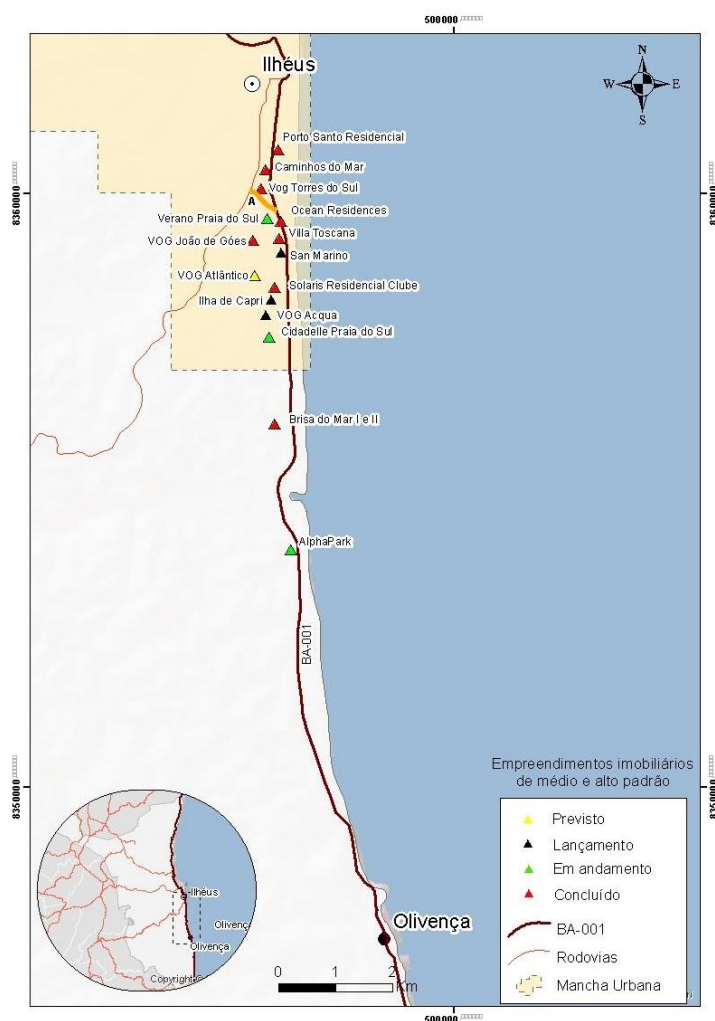 500000
Ilhéus
N
W E
S
Porto Santo Residencial
Caminhos do Mar
Vog Torres do Sul
8360000
8360000
A
Ocean Residences
Verano Praia do Sul
Villa Toscana
VOG João de Góes
San Marino
VOG Atlântico
Solaris Residencial Clube
Ilha de Capri
VOG Acqua
Cidadelle Praia do Sul
Brisa do Mar I e II
AlphaPark
BA-001
Empreendimentos imobiliários
de médio e alto padrão
8350000
8350000
Previsto
Lançamento
Em andamento
Concluído
BA-001
Rodovias
Mancha Urbana
Ilhéus
Olivença
Olivença
Copyright
Olivença
0 1 2
Km
500000